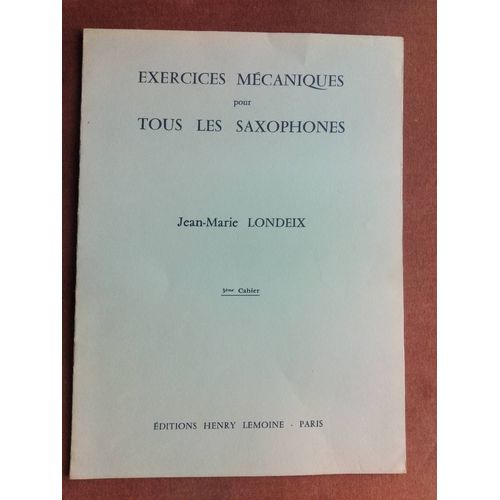 EXERCICES MÉCANIQUES
pour
TOUS LES SAXOPHONES
Jean-Marie LONDEIX
3ème Cahier
ÉDITIONS HENRY LEMOINE - PARIS